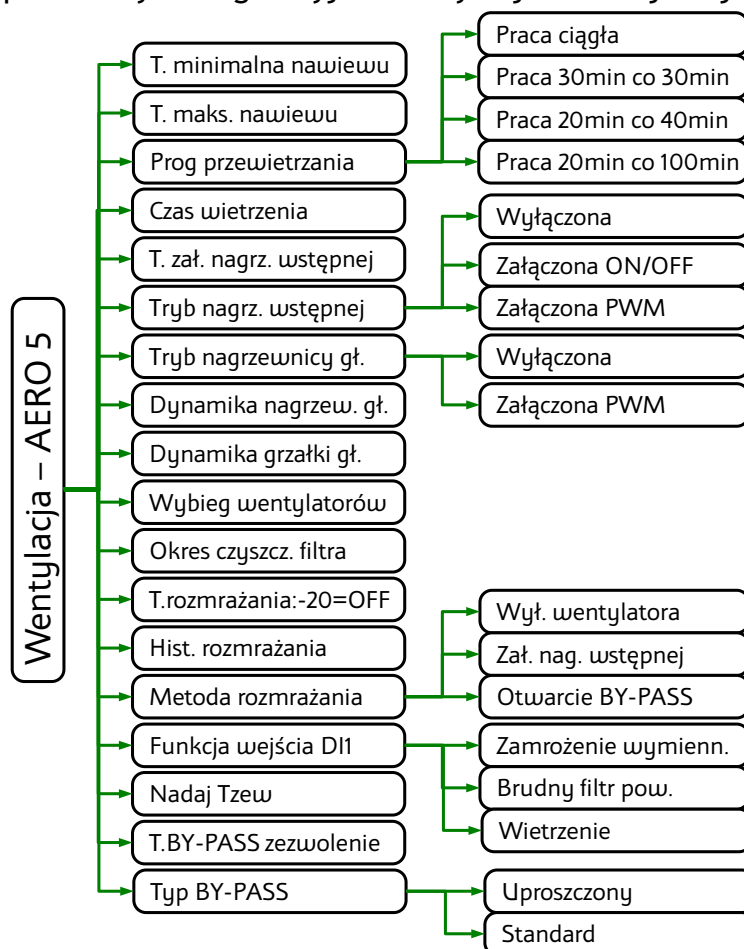 Wentylacja – AERO 5
T. minimalna nawiewu
T. maks. nawiewu
Prog przewietrzania
Praca ciągła
Praca 30min co 30min
Praca 20min co 40min
Praca 20min co 100min
Czas wietrzenia
T. zał. nagrz. wstępnej
Tryb nagrz. wstępnej
Wyłączona
Załączona ON/OFF
Załączona PWM
Tryb nagrzewnicy gł.
Wyłączona
Załączona PWM
Dynamika nagrzew. gł.
Dynamika grzałki gł.
Wybieg wentylatorów
Okres czyszcz. filtra
T.rozmrażania:-20=OFF
Hist. rozmrażania
Metoda rozmrażania
Wył. wentylatora
Zał. nag. wstępnej
Otwarcie BY-PASS
Funkcja wejścia DI1
Zamrożenie wymienn.
Brudny filtr pow.
Wietrzenie
Nadaj Tzew
T.BY-PASS zezwolenie
Typ BY-PASS
Uproszczony
Standard